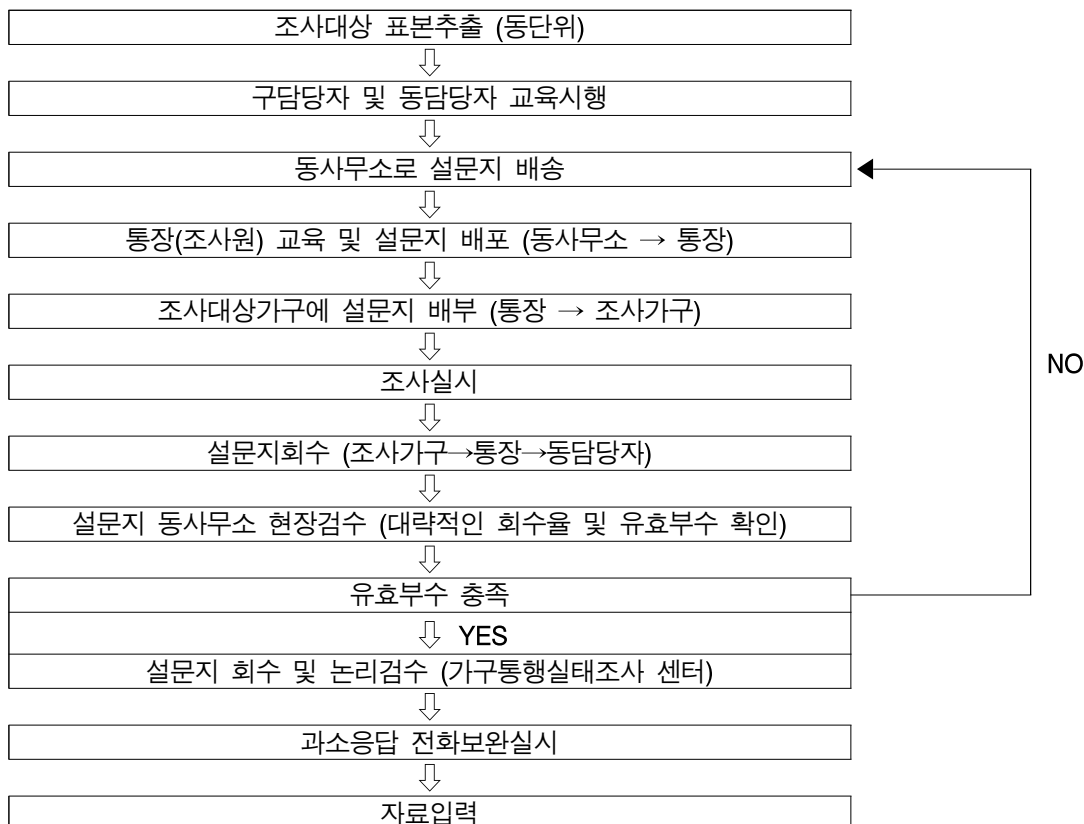 조사대상 표본추출 (동단위)
구담당자 및 동담당자 교육시행
동사무소로 설문지 배송
통장(조사원) 교육 및 설문지 배포 (동사무소 → 통장)
조사대상가구에 설문지 배부 (통장 → 조사가구)
NO
조사실시
설문지회수 (조사가구→통장→동담당자)
설문지 동사무소 현장검수 (대략적인 회수율 및 유효부수 확인)
유효부수 충족
YES
설문지 회수 및 논리검수 (가구통행실태조사 센터)
과소응답 전화보완실시
자료입력